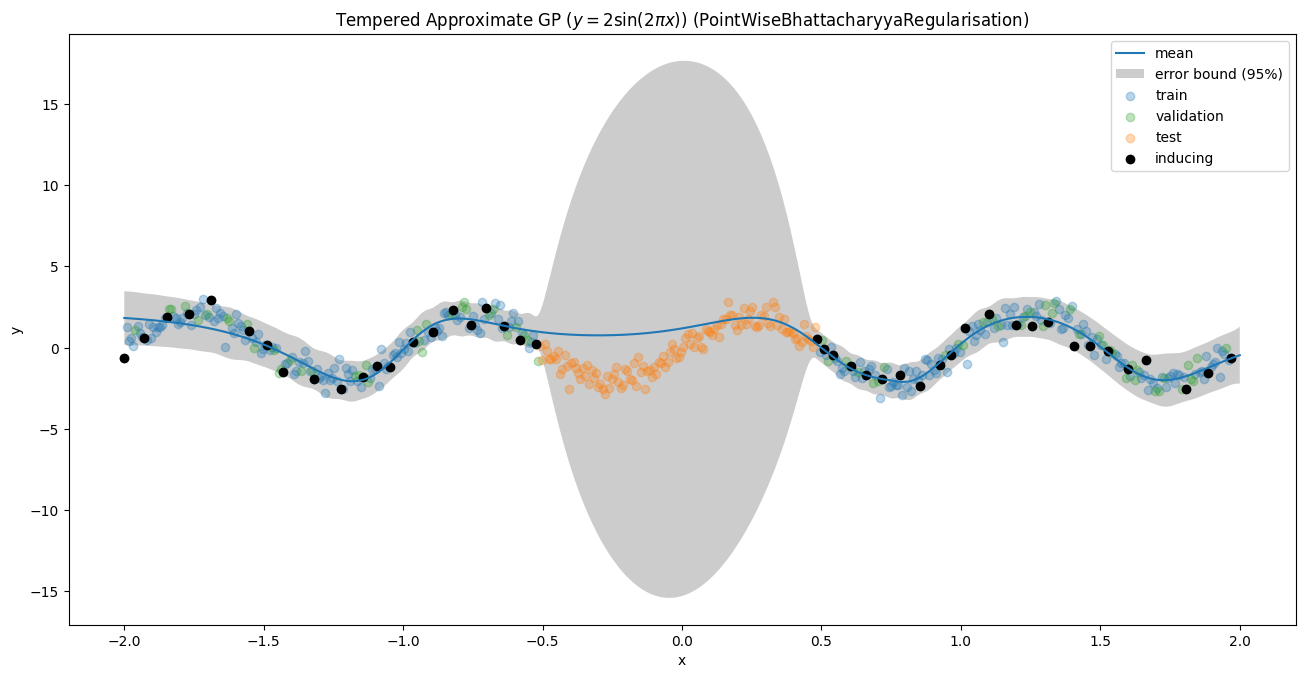 Tempered Approximate GP (y = 2sin(2πx)) (PointWiseBhattacharyyaRegularisation)
mean
error bound (95%)
train
validation
test
inducing
15
10
5
0
−5
−10
−15
y
−2.0 −1.5 −1.0 −0.5 0.0 0.5 1.0 1.5 2.0
x